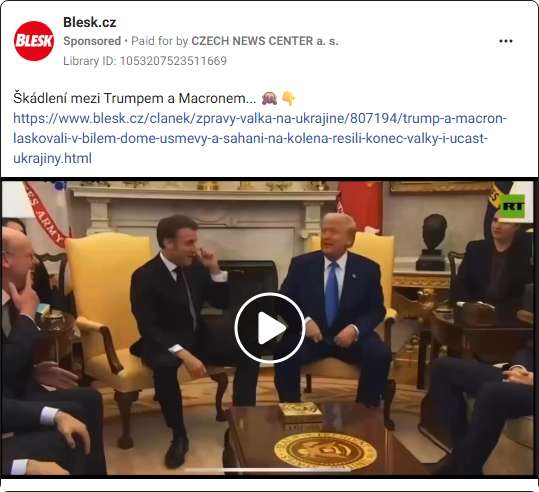 BLESK
Blesk.cz
Sponsored • Paid for by CZECH NEWS CENTER a. s.
Library ID: 1053207523511669
Škádlení mezi Trumpem a Macronem... 🙈 👇
https://www.blesk.cz/clanek/zpravy-valka-na-ukrajine/807194/trump-a-macron-
laskovali-v-bilem-dome-usmevy-a-sahani-na-kolena-resili-konec-valky-i-ucast-
ukrajiny.html
RT
ES ARMY